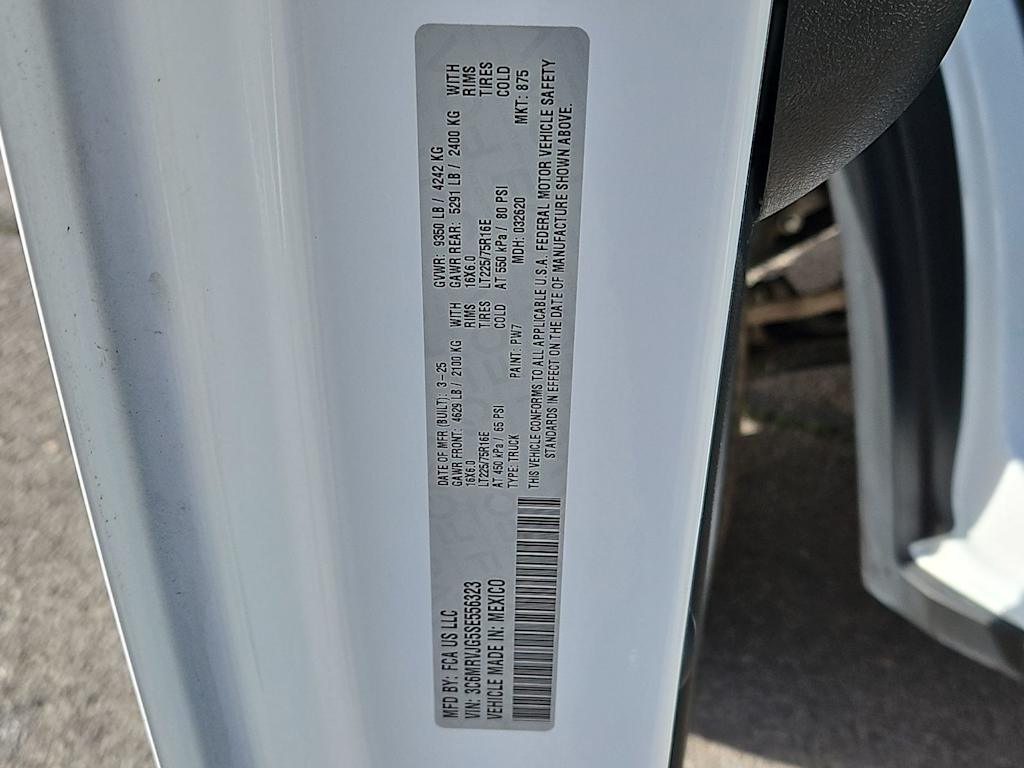 MFD BY: FCA US LLC
VIN: 3C6MRVJG5SE556323
VEHICLE MADE IN: MEXICO
DATE OF MFR (BUILT): 3-25 GVWR: 9350 LB / 4242 KG
GAWR FRONT: 4629 LB / 2100 KG WITH GAWR REAR: 5291 LB / 2400 KG WITH
16X6.0 RIMS 16X6.0 RIMS
LT225/75R16E TIRES LT225/75R16E TIRES
AT 450 kPa / 65 PSI COLD AT 550 kPa / 80 PSI COLD
TYPE: TRUCK PAINT: PW7 MDH: 032620 MKT: 875
THIS VEHICLE CONFORMS TO ALL APPLICABLE U.S.A. FEDERAL MOTOR VEHICLE SAFETY
STANDARDS IN EFFECT ON THE DATE OF MANUFACTURE SHOWN ABOVE.